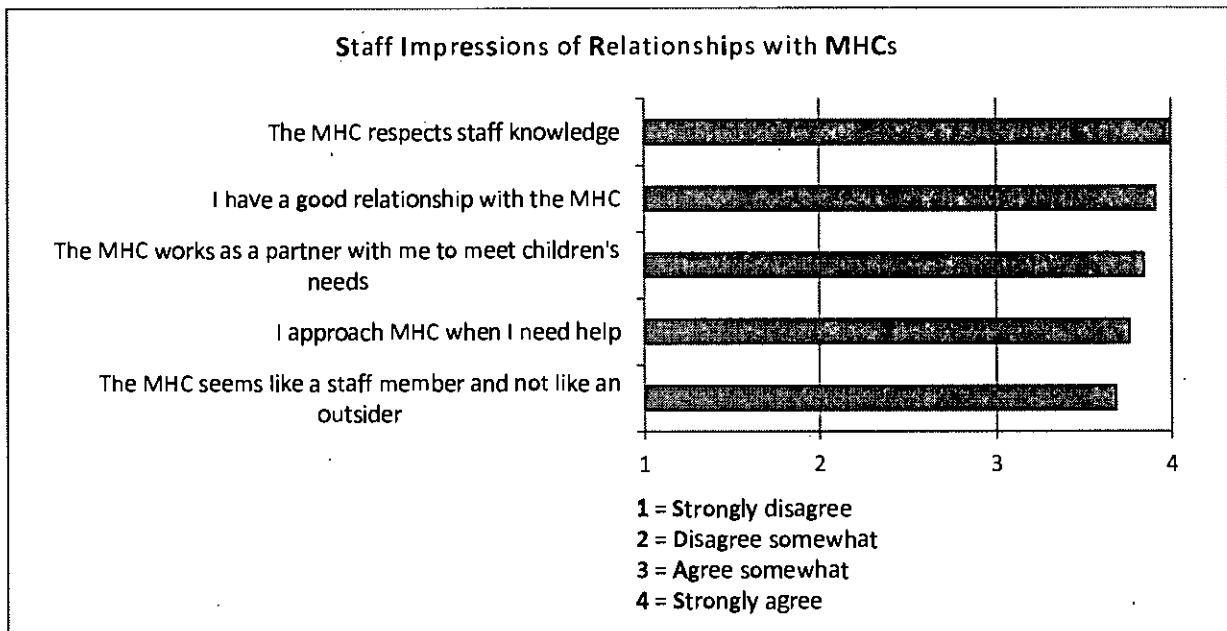 Staff Impressions of Relationships with MHCs
The MHC respects staff knowledge
I have a good relationship with the MHC
The MHC works as a partner with me to meet children's
needs
I approach MHC when I need help
The MHC seems like a staff member and not like an
outsider
1 2 3 4
1 = Strongly disagree
2 = Disagree somewhat
3 = Agree somewhat
4 = Strongly agree